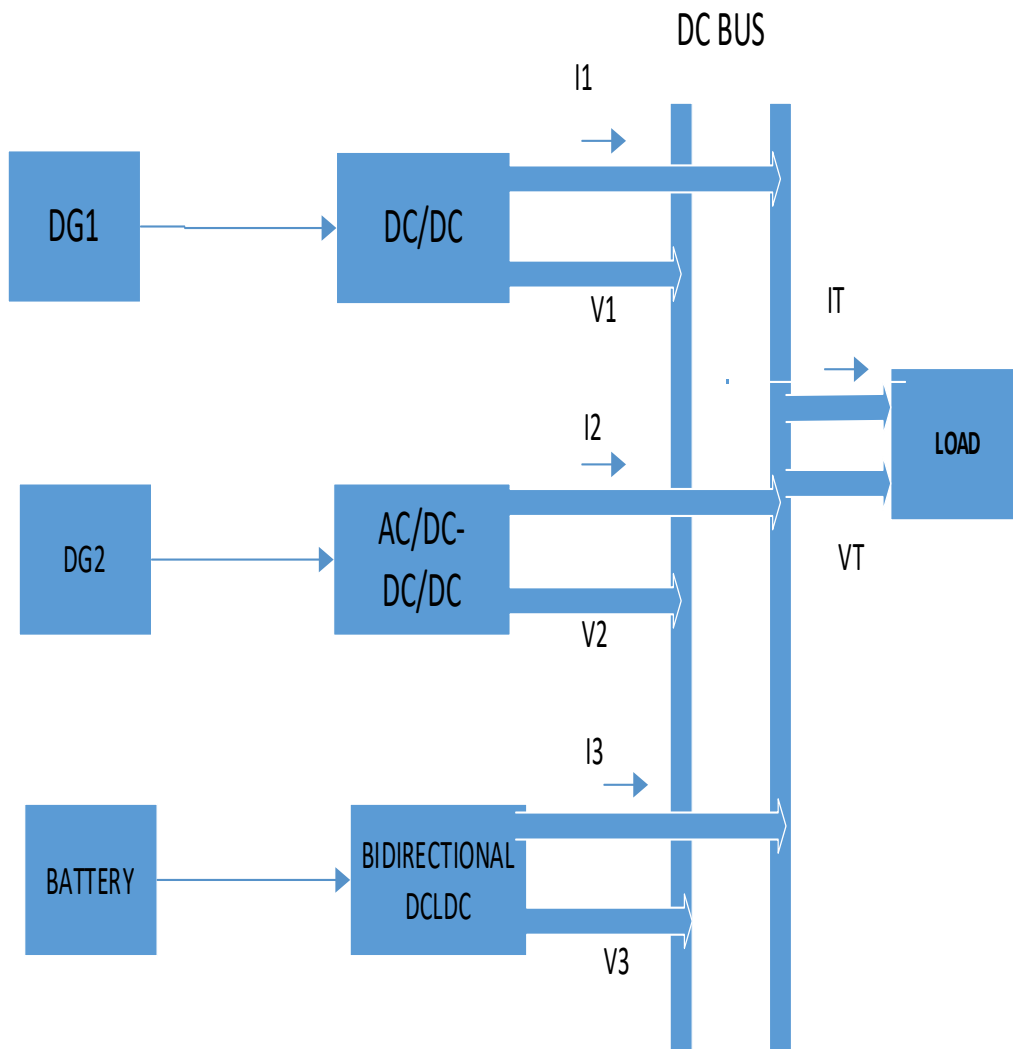 DC BUS
I1
DG1
DC/DC
V1
IT
I2
LOAD
DG2
AC/DC-
DC/DC
VT
V2
I3
BATTERY
BIDIRECTIONAL
DCLDC
V3